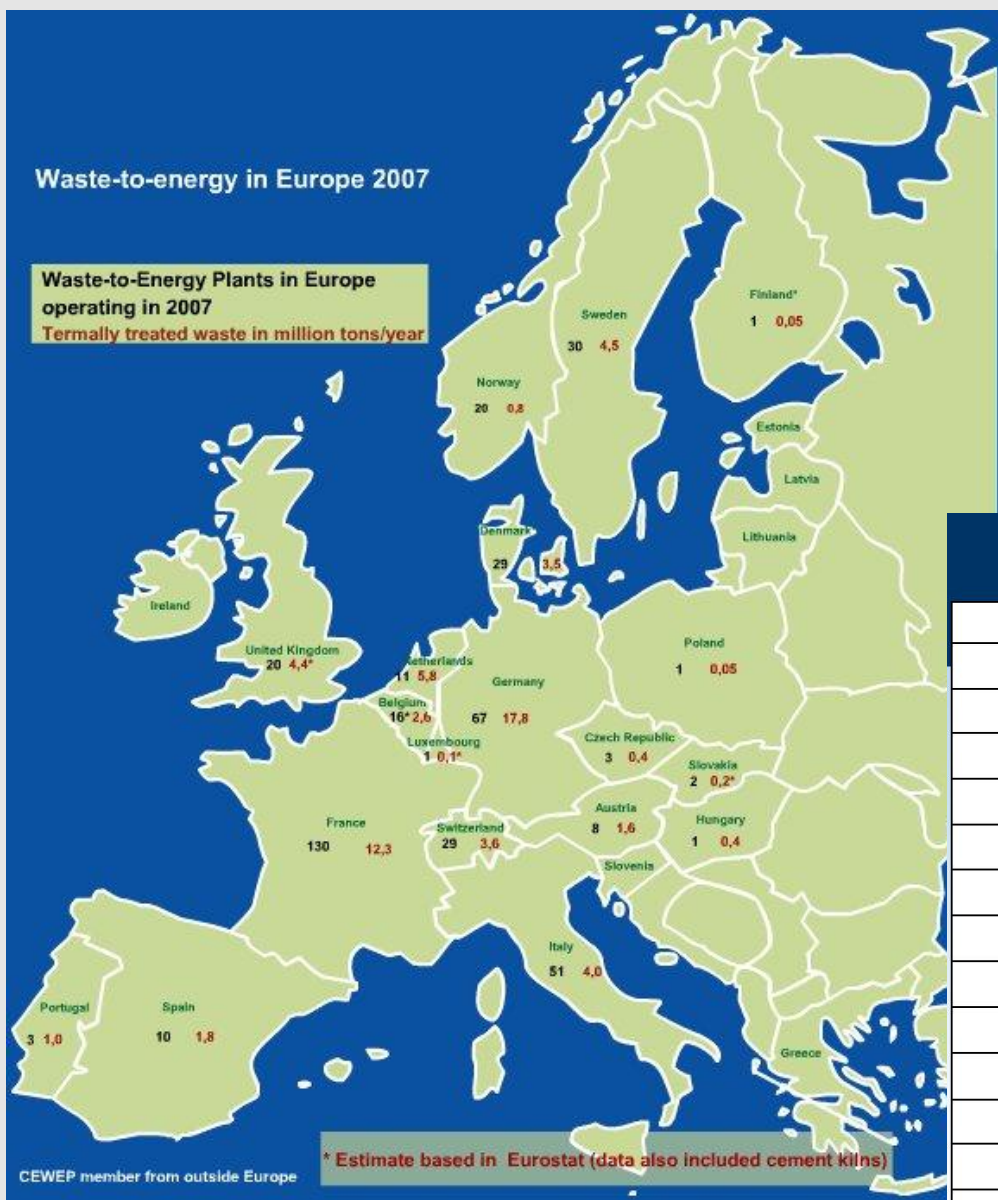 Waste-to-energy in Europe 2007
Waste-to-Energy Plants in Europe
operating in 2007
Termally treated waste in million tons/year
Finland*
1 0,05
Sweden
30 4,5
Norway
20 0,8
Estonia
Latvia
Lithuania
Denmark*
29 3,5
Ireland
United Kingdom
20 4,4*
Netherlands
11 5,8
Belgium
16* 2,6
Luxembourg
1 0,1*
Germany
67 17,8
Poland
1 0,05
Czech Republic
3 0,4
Slovakia
2 0,2*
Austria
8 1,6
Hungary
1 0,4
France
130 12,3
Switzerland
29 3,6
Slovenia
Italy
51 4,0
Portugal
3 1,0
Spain
10 1,8
Greece
* Estimate based in Eurostat (data also included cement kilns)
CEWEP member from outside Europe